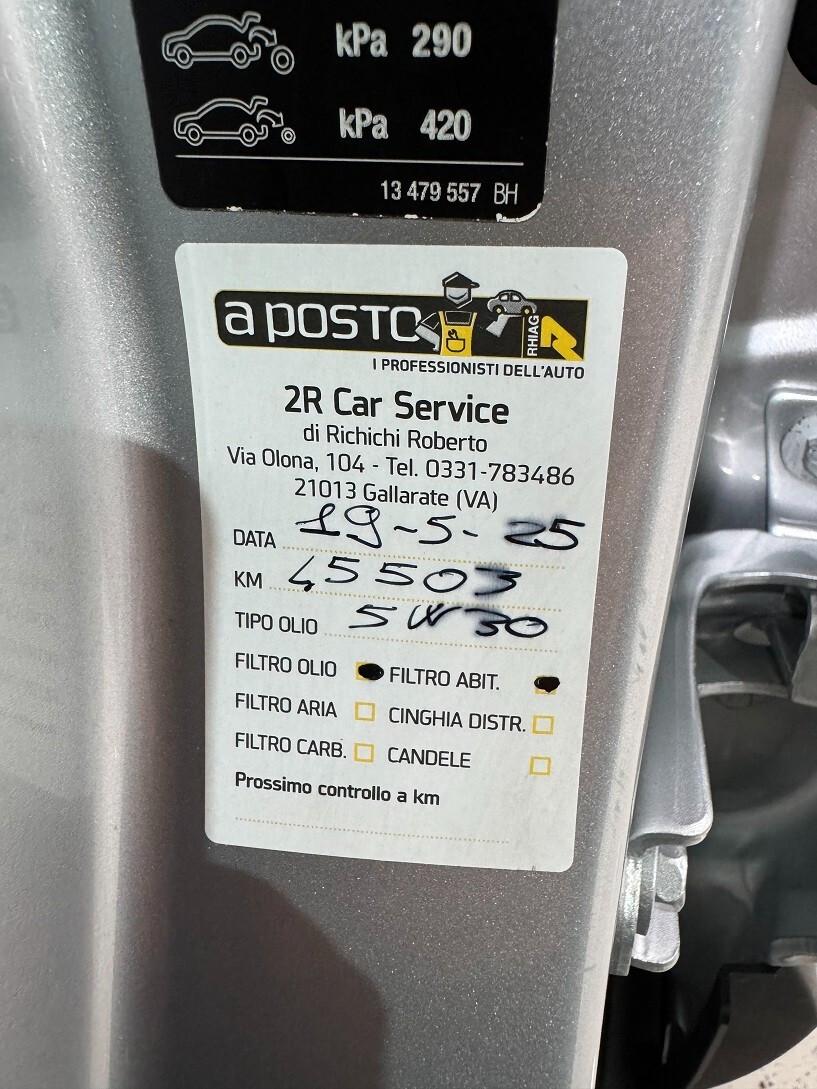 kPa 290
kPa 420
13 479 557 BH
a posto
RHIAG
I PROFESSIONISTI DELL'AUTO
2R Car Service
di Richichi Roberto
Via Olona, 104 - Tel. 0331-783486
21013 Gallarate (VA)
DATA 19-5-25
KM 45503
TIPO OLIO 5W30
FILTRO OLIO FILTRO ABIT.
FILTRO ARIA CINGHIA DISTR.
FILTRO CARB. CANDELE
Prossimo controllo a km